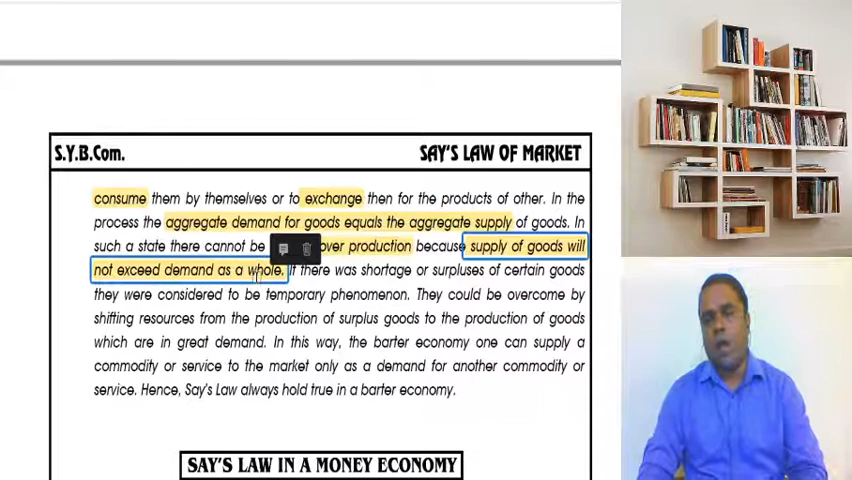 S.Y.B.Com. SAY'S LAW OF MARKET
consume them by themselves or to exchange then for the products of other. In the
process the aggregate demand for goods equals the aggregate supply of goods. In
such a state there cannot be over production because supply of goods will
not exceed demand as a whole. If there was shortage or surpluses of certain goods
they were considered to be temporary phenomenon. They could be overcome by
shifting resources from the production of surplus goods to the production of goods
which are in great demand. In this way, the barter economy one can supply a
commodity or service to the market only as a demand for another commodity or
service. Hence, Say's Law always hold true in a barter economy.
SAY'S LAW IN A MONEY ECONOMY